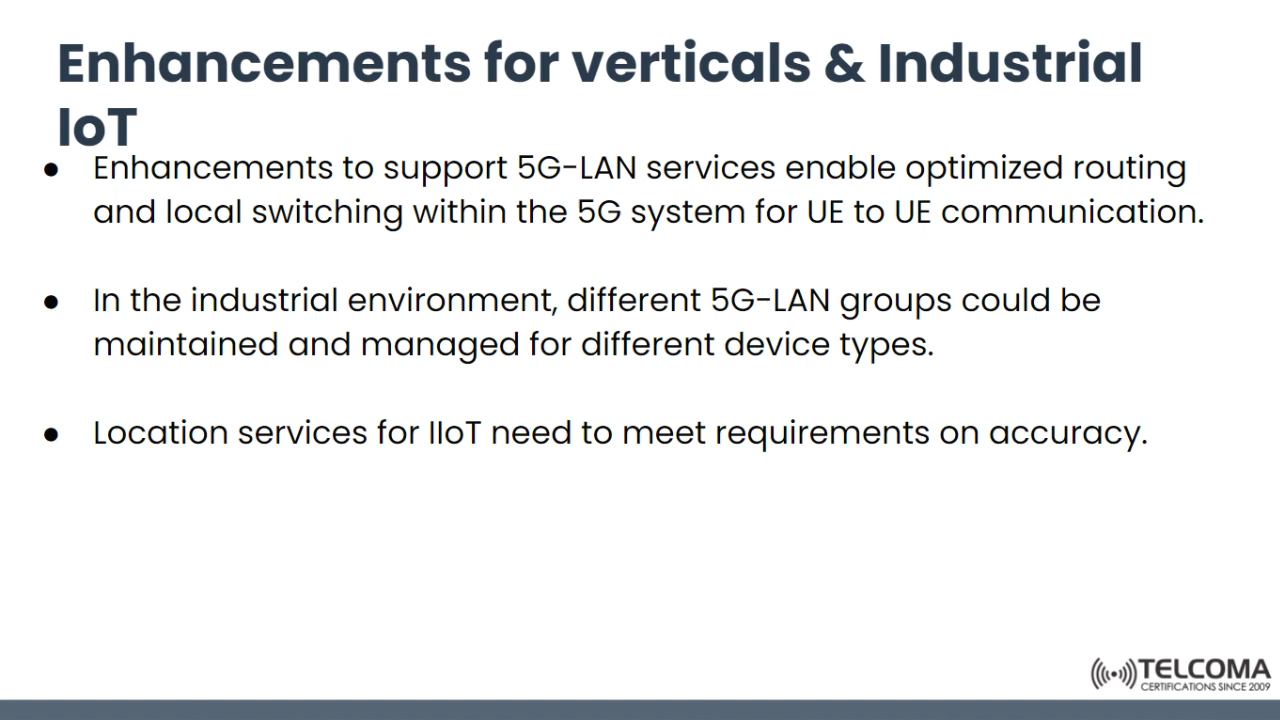 Enhancements for verticals & Industrial
IoT
● Enhancements to support 5G-LAN services enable optimized routing
and local switching within the 5G system for UE to UE communication.
● In the industrial environment, different 5G-LAN groups could be
maintained and managed for different device types.
● Location services for IIoT need to meet requirements on accuracy.
TELCOMA
CERTIFICATIONS SINCE 2009